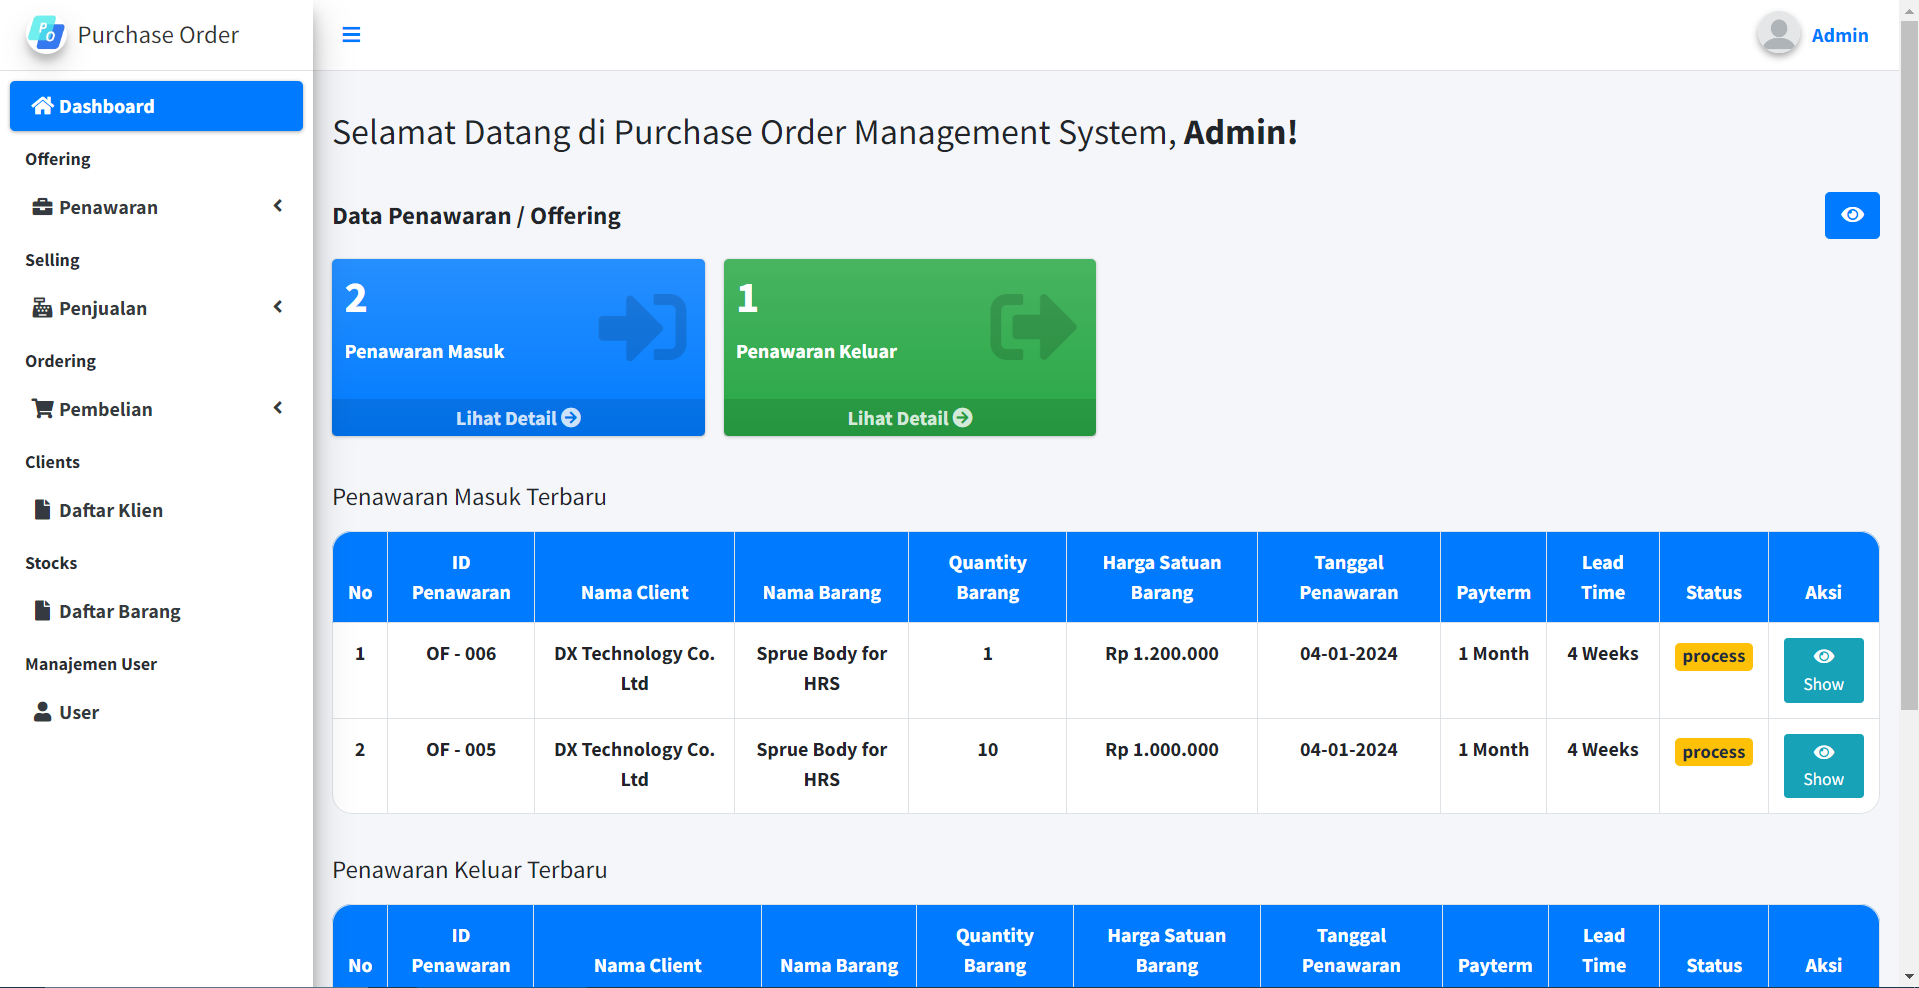 PO Purchase Order
Admin
Dashboard
Offering
Penawaran
Selling
Penjualan
Ordering
Pembelian
Clients
Daftar Klien
Stocks
Daftar Barang
Manajemen User
User
Selamat Datang di Purchase Order Management System, Admin!
Data Penawaran / Offering
2
Penawaran Masuk
Lihat Detail
1
Penawaran Keluar
Lihat Detail
Penawaran Masuk Terbaru
No ID Penawaran Nama Client Nama Barang Quantity Barang Harga Satuan Barang Tanggal Penawaran Payterm Lead Time Status Aksi
1 OF - 006 DX Technology Co. Ltd Sprue Body for HRS 1 Rp 1.200.000 04-01-2024 1 Month 4 Weeks process Show
2 OF - 005 DX Technology Co. Ltd Sprue Body for HRS 10 Rp 1.000.000 04-01-2024 1 Month 4 Weeks process Show
Penawaran Keluar Terbaru
No ID Penawaran Nama Client Nama Barang Quantity Barang Harga Satuan Barang Tanggal Penawaran Payterm Lead Time Status Aksi